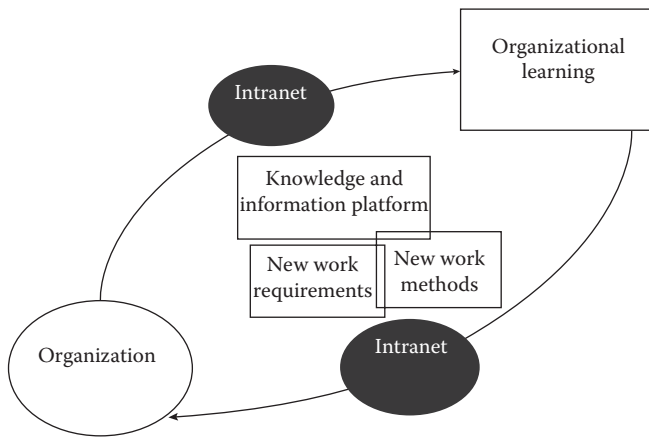 Organizational
learning
Intranet
Knowledge and
information platform
New work
requirements
New work
methods
Organization
Intranet